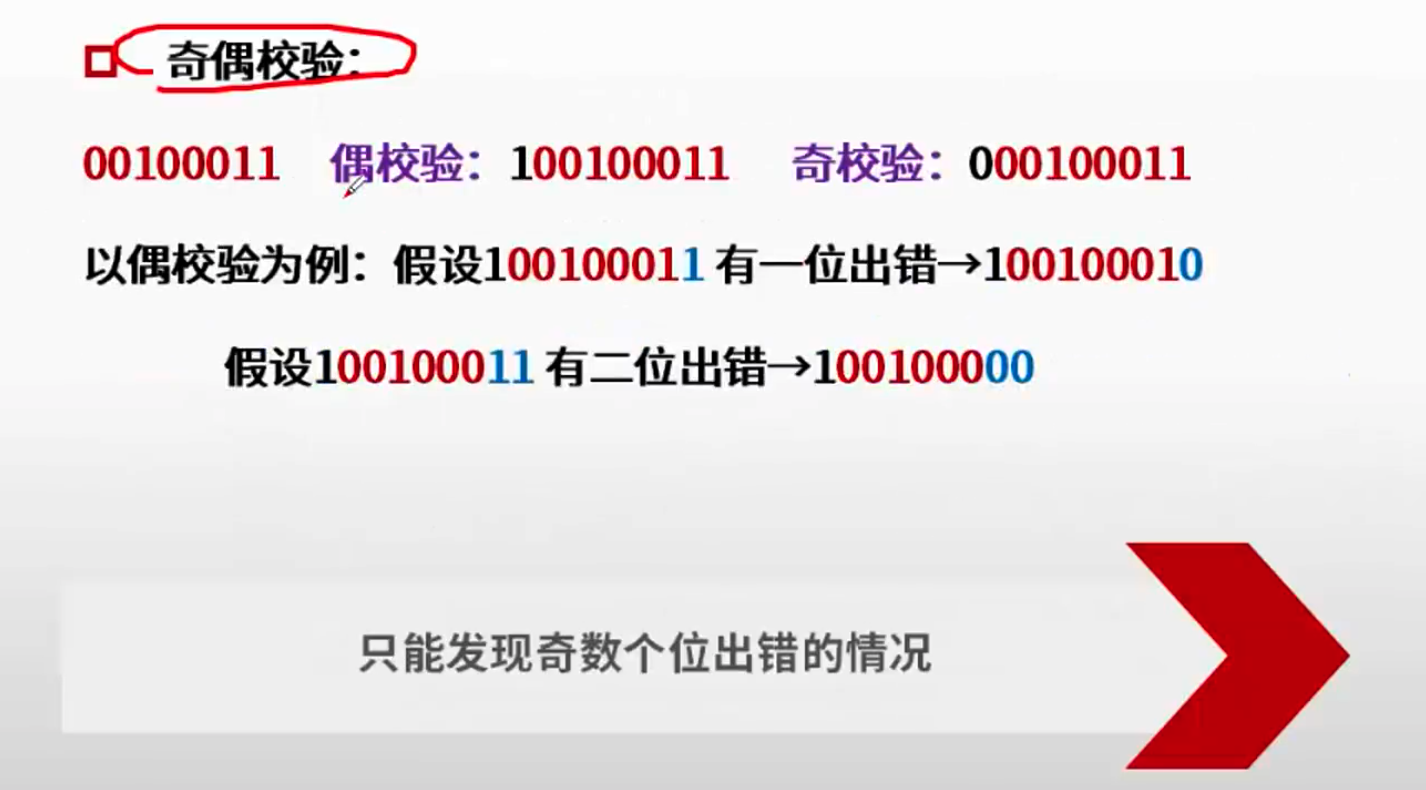 奇偶校验：
00100011 偶校验：100100011 奇校验：000100011
以偶校验为例：假设100100011 有一位出错→100100010
假设100100011 有二位出错→100100000
只能发现奇数个位出错的情况